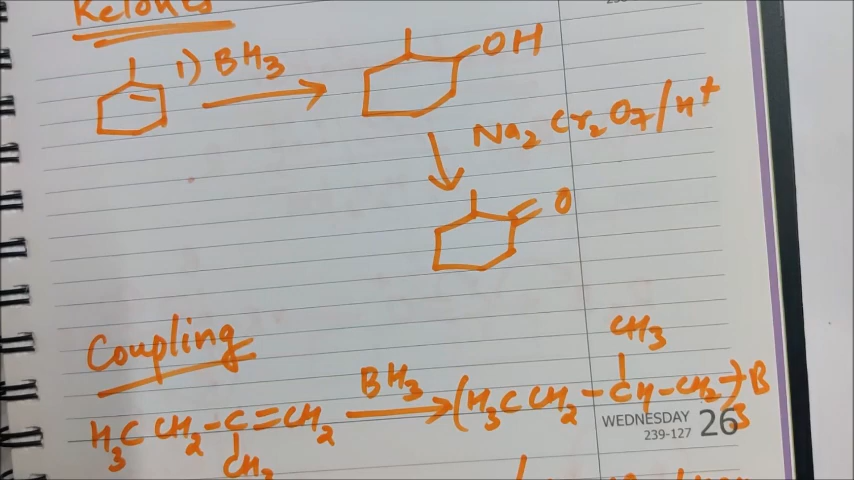 Ketones
1) BH3
OH
Na2Cr2O7/H+
O
Coupling
CH3
H3C CH2-C=CH2 BH3 (H3C CH2-CH-CH2)3B
CH3
WEDNESDAY 26
239-127